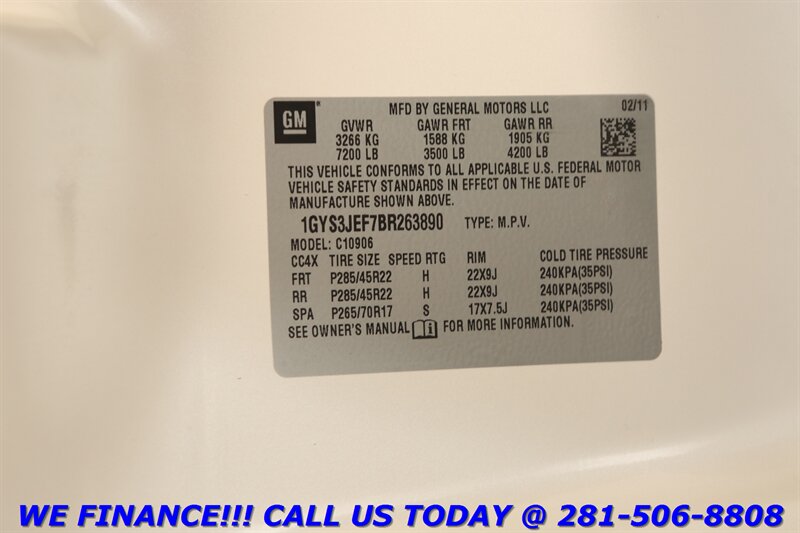 GM
MFD BY GENERAL MOTORS LLC 02/11
GVWR GAWR FRT GAWR RR
3266 KG 1588 KG 1905 KG
7200 LB 3500 LB 4200 LB
THIS VEHICLE CONFORMS TO ALL APPLICABLE U.S. FEDERAL MOTOR
VEHICLE SAFETY STANDARDS IN EFFECT ON THE DATE OF
MANUFACTURE SHOWN ABOVE.
1GYS3JEF7BR263890 TYPE: M.P.V.
MODEL: C10906
CC4X TIRE SIZE SPEED RTG RIM COLD TIRE PRESSURE
FRT P285/45R22 H 22X9J 240KPA(35PSI)
RR P285/45R22 H 22X9J 240KPA(35PSI)
SPA P265/70R17 S 17X7.5J 240KPA(35PSI)
SEE OWNER'S MANUAL FOR MORE INFORMATION.
WE FINANCE!!! CALL US TODAY @ 281-506-8808